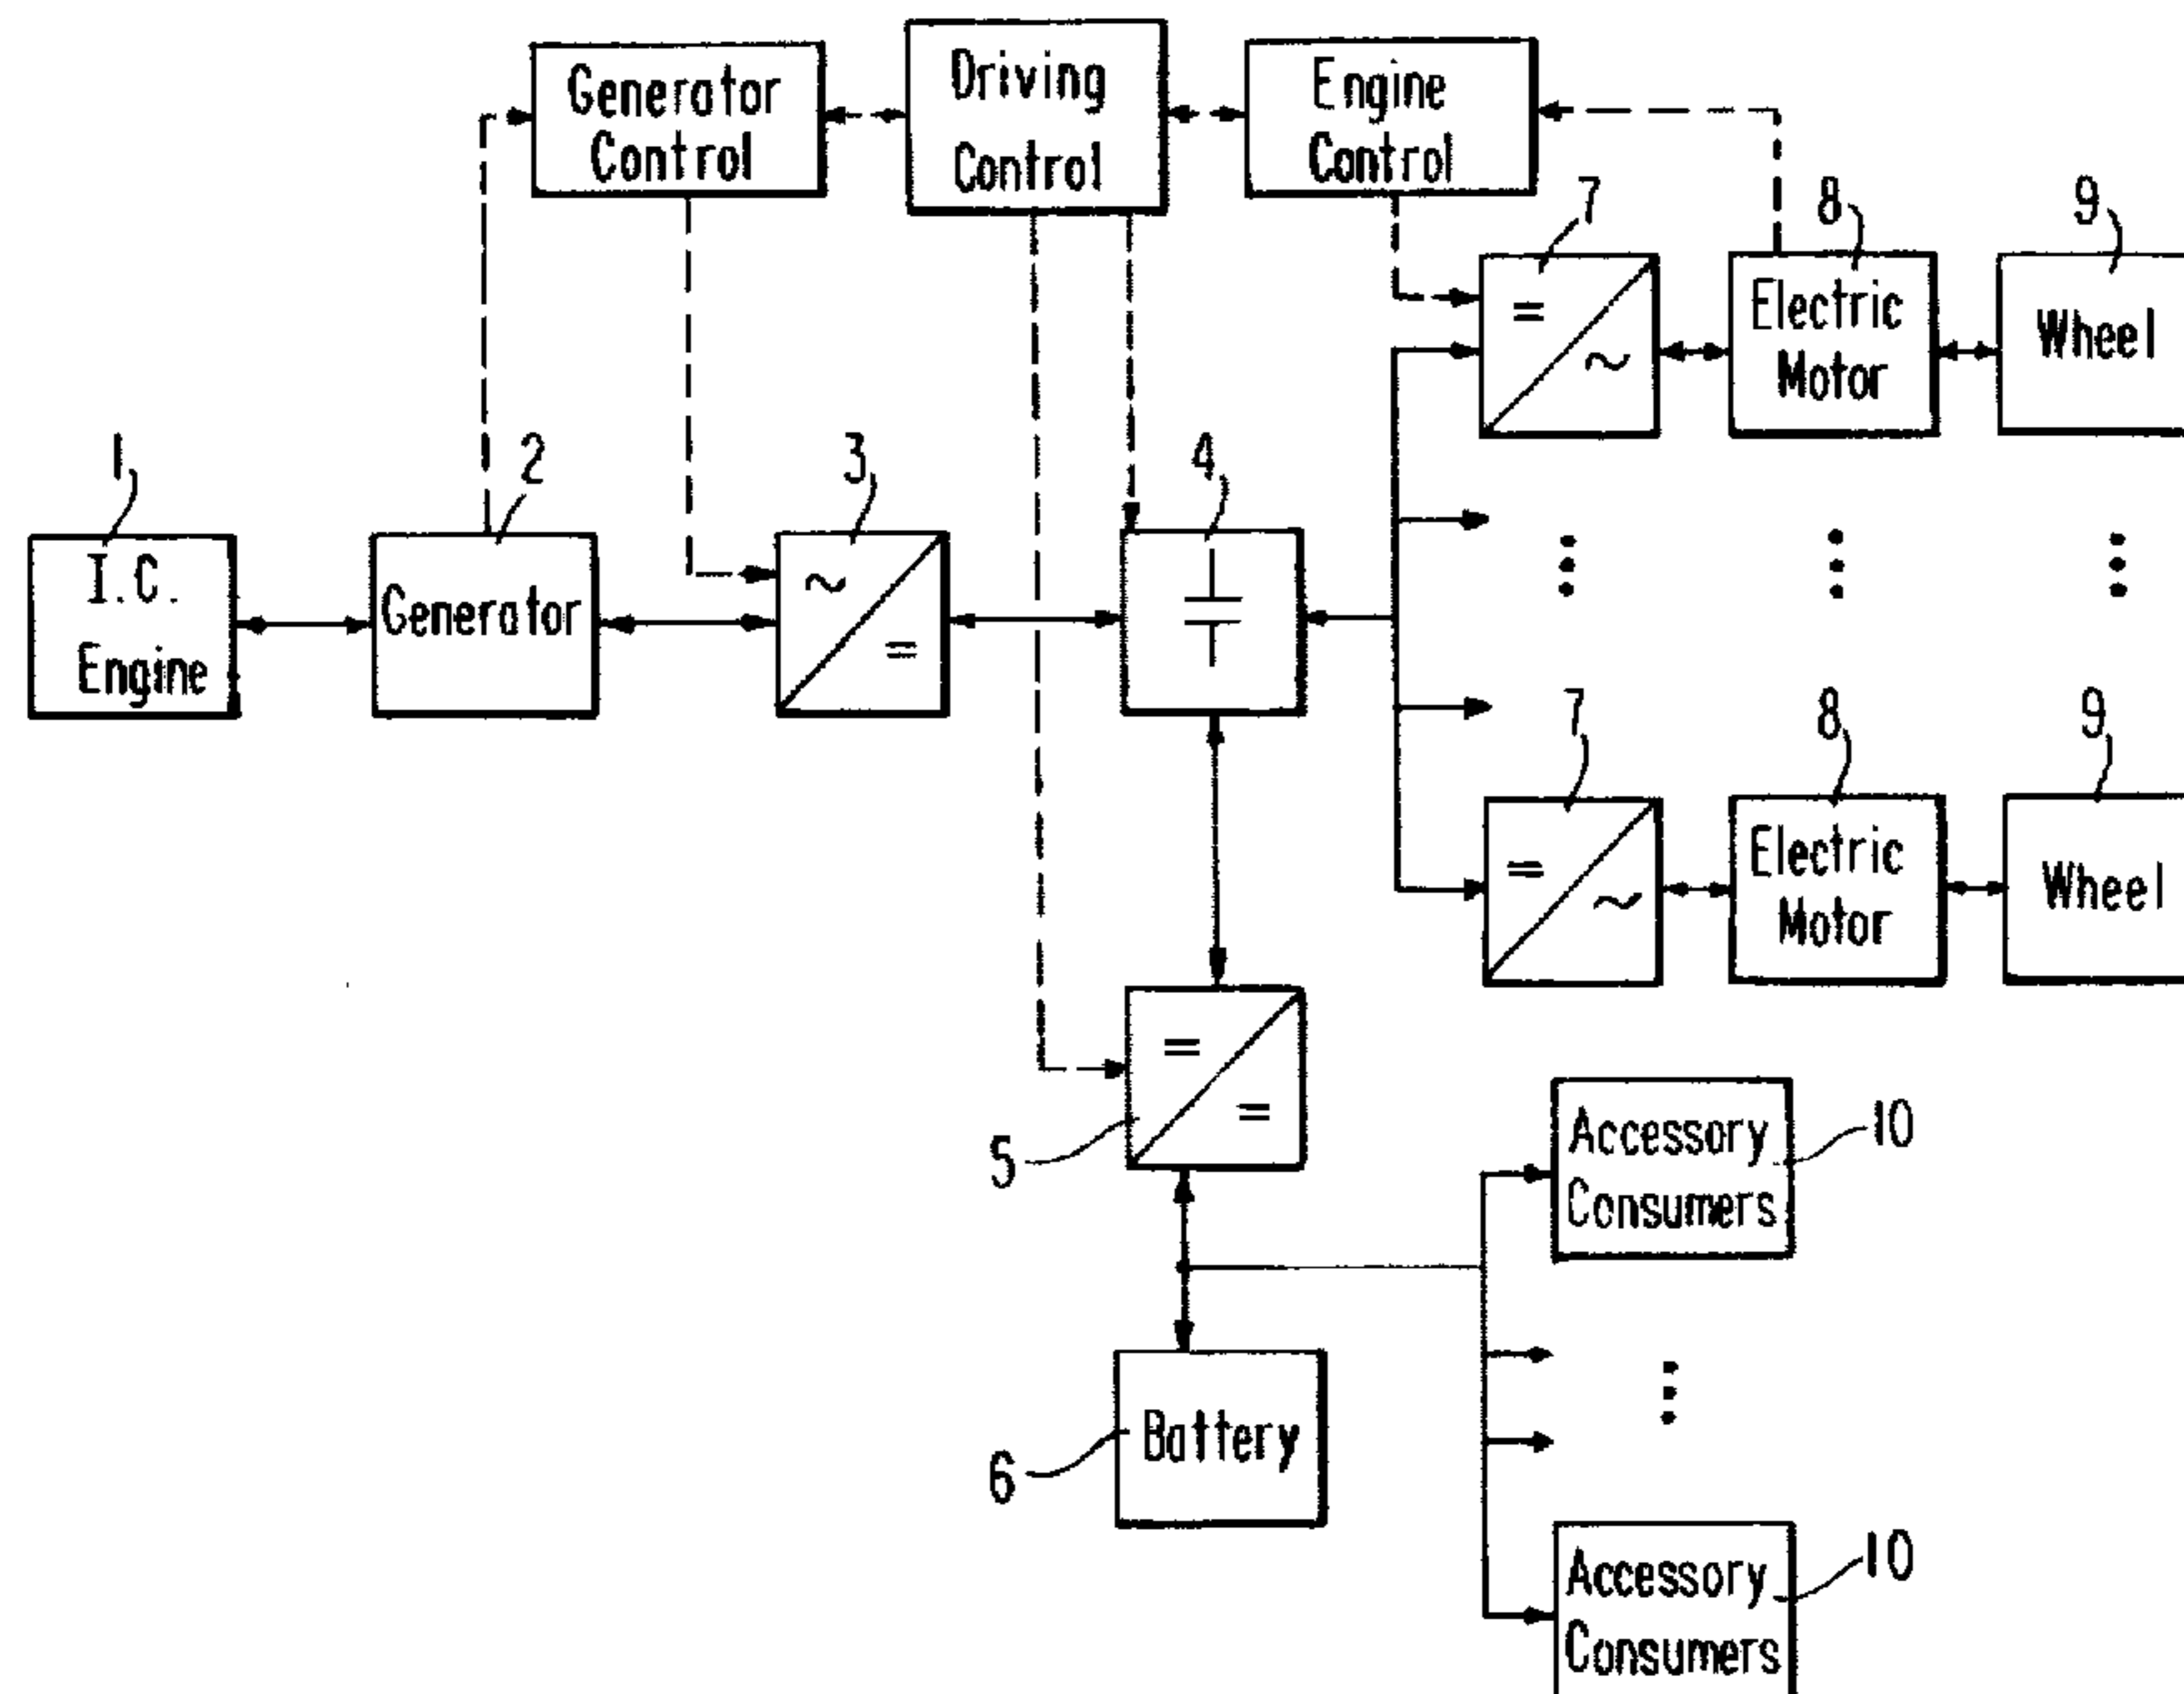 Generator
Control
Driving
Control
Engine
Control
7
8
9
=
~
Electric
Motor
Wheel
1
2
3
4
I.C.
Engine
Generator
~
=
7
8
9
=
~
Electric
Motor
Wheel
=
=
5
Accessory
Consumers
10
Battery
6
Accessory
Consumers
10